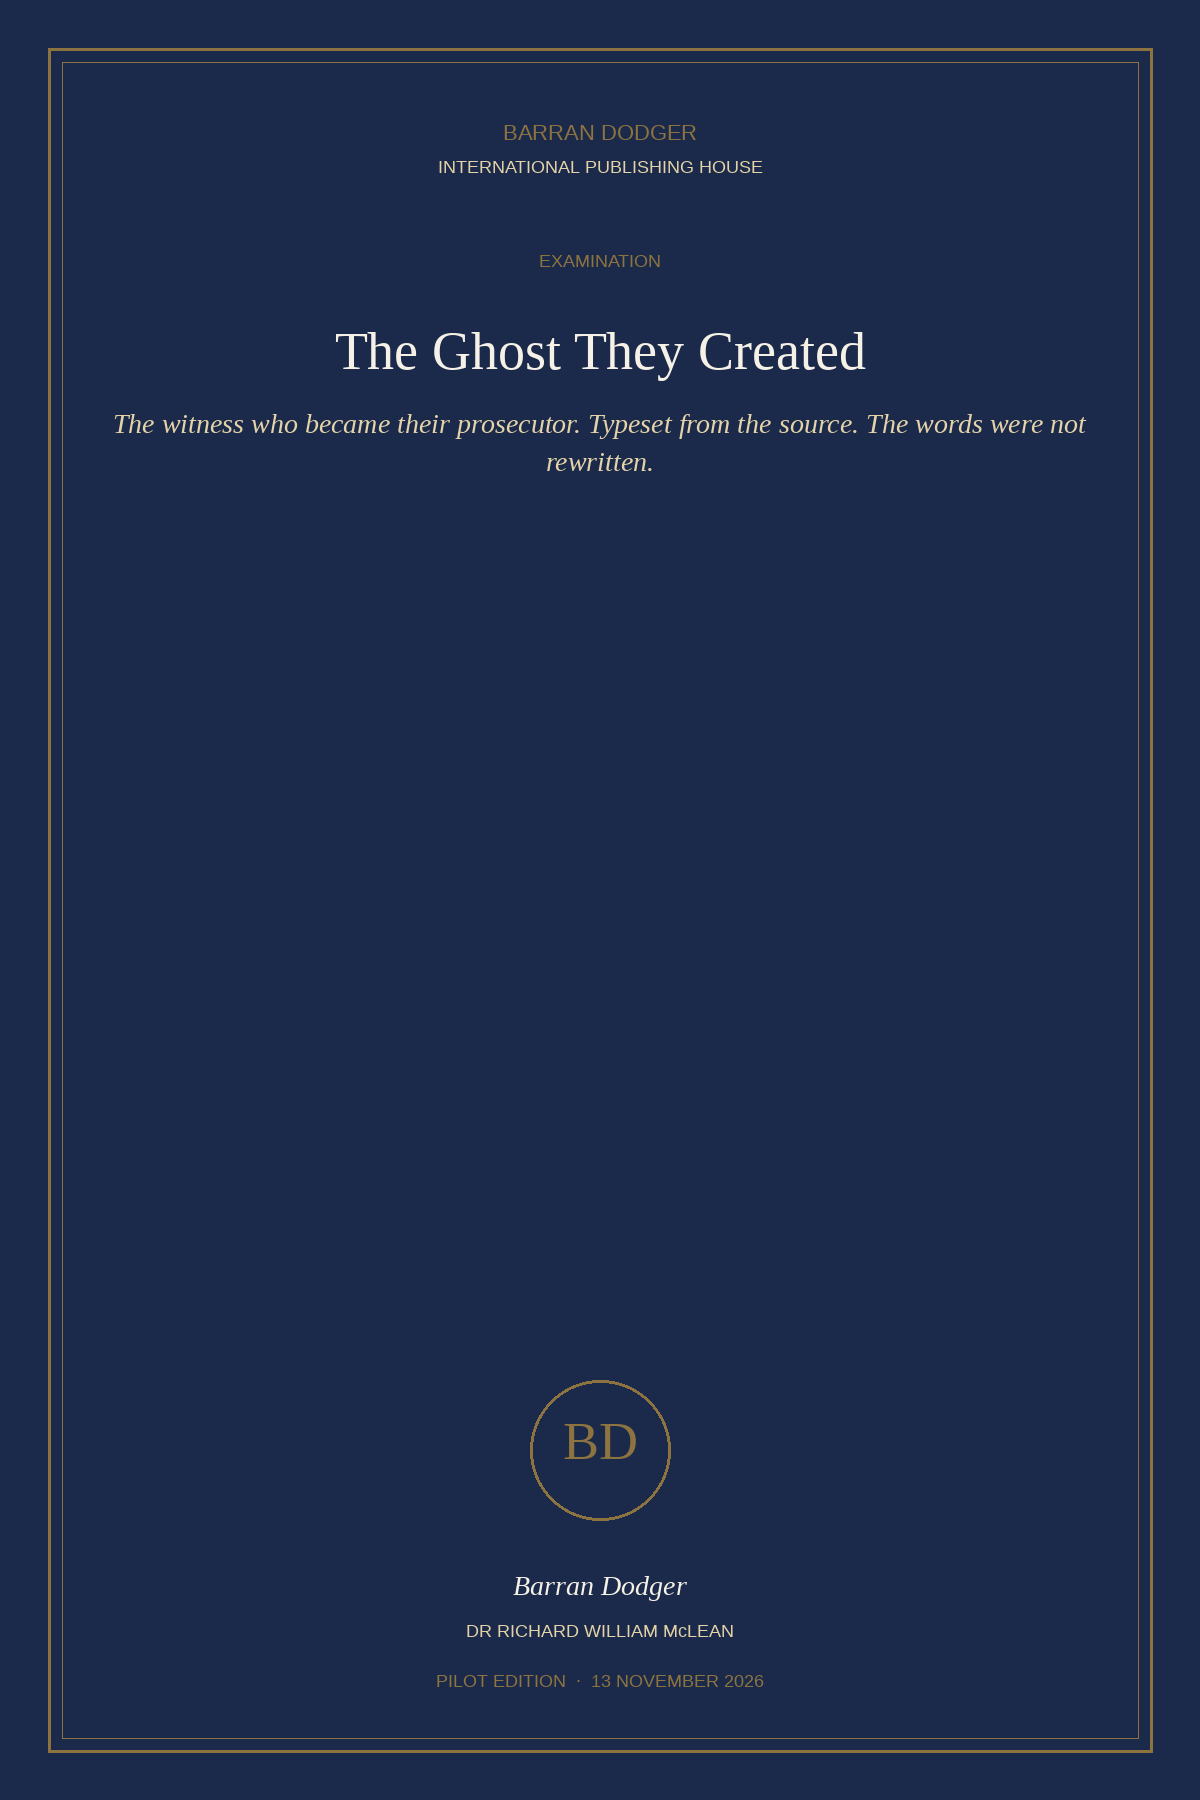 BARRAN DODGER
INTERNATIONAL PUBLISHING HOUSE
EXAMINATION
The Ghost They Created
The witness who became their prosecutor. Typeset from the source. The words were not
rewritten.
BD
Barran Dodger
DR RICHARD WILLIAM McLEAN
PILOT EDITION · 13 NOVEMBER 2026